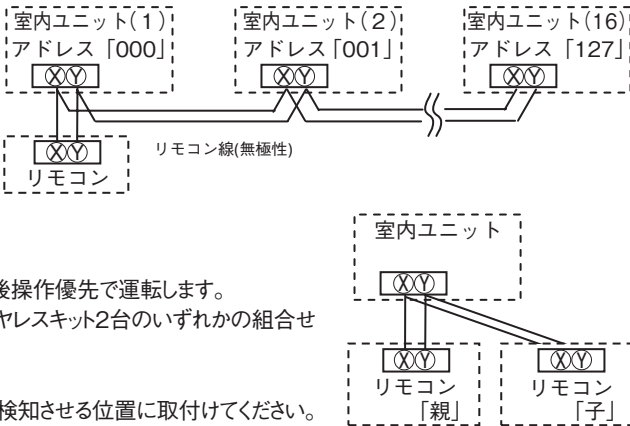 室内ユニット(1) 室内ユニット(2) 室内ユニット(16)
アドレス「000」 アドレス「001」 アドレス「127」
ⓍⓎ ⓍⓎ ⓍⓎ
ⓍⓎ リモコン線(無極性)
リモコン
室内ユニット
ⓍⓎ
後操作優先で運転します。
ヤレスキット2台のいずれかの組合せ
ⓍⓎ ⓍⓎ
リモコン リモコン
「親」 「子」
検知させる位置に取付けてください。